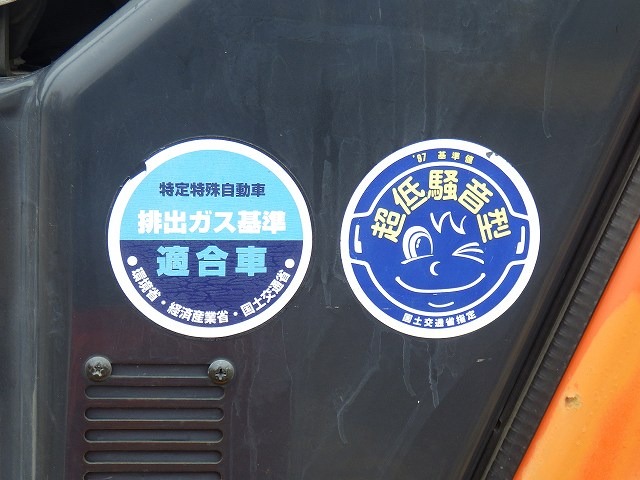 特定特殊自動車
排出ガス基準
適合車
・環境省・経済産業省・国土交通省・
'97 基準値
超低騒音型
国土交通省指定